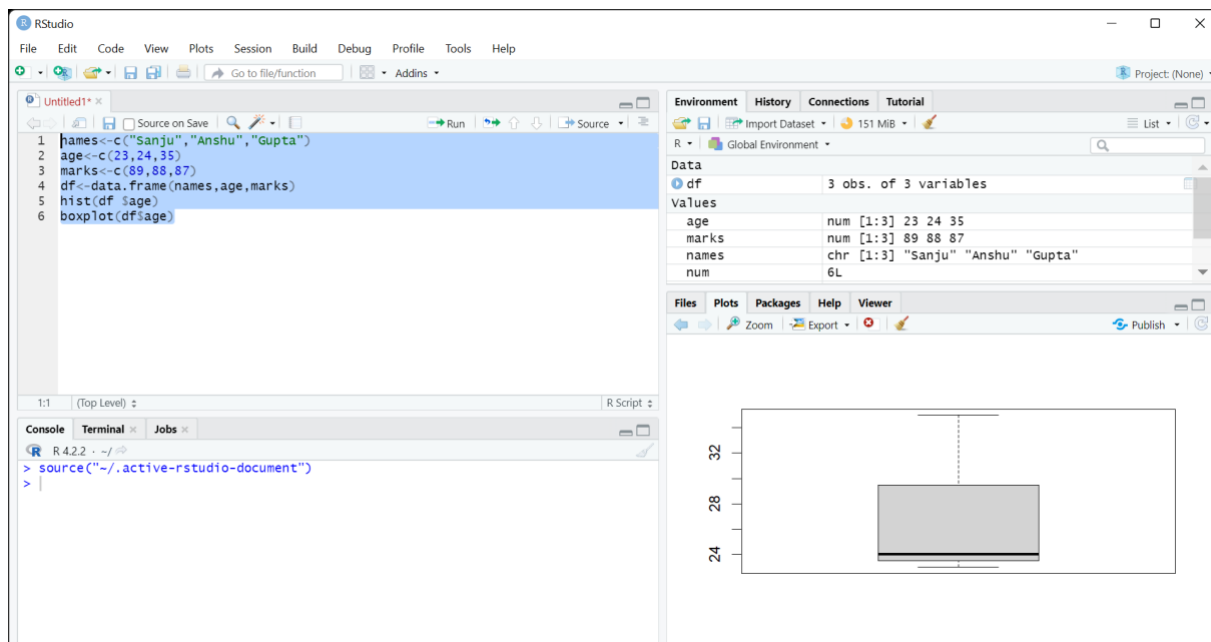 RStudio
File Edit Code View Plots Session Build Debug Profile Tools Help
Go to file/function Addins Project: (None)
Untitled1*
Source on Save Run Source
1 names<-c("Sanju","Anshu","Gupta")
2 age<-c(23,24,35)
3 marks<-c(89,88,87)
4 df<-data.frame(names,age,marks)
5 hist(df $age)
6 boxplot(df$age)
1:1 (Top Level) R Script
Console Terminal Jobs
R 4.2.2 · ~/
> source("~/.active-rstudio-document")
>
Environment History Connections Tutorial
Import Dataset 151 MiB List
R Global Environment
Data
df 3 obs. of 3 variables
Values
age num [1:3] 23 24 35
marks num [1:3] 89 88 87
names chr [1:3] "Sanju" "Anshu" "Gupta"
num 6L
Files Plots Packages Help Viewer
Zoom Export Publish
32
28
24